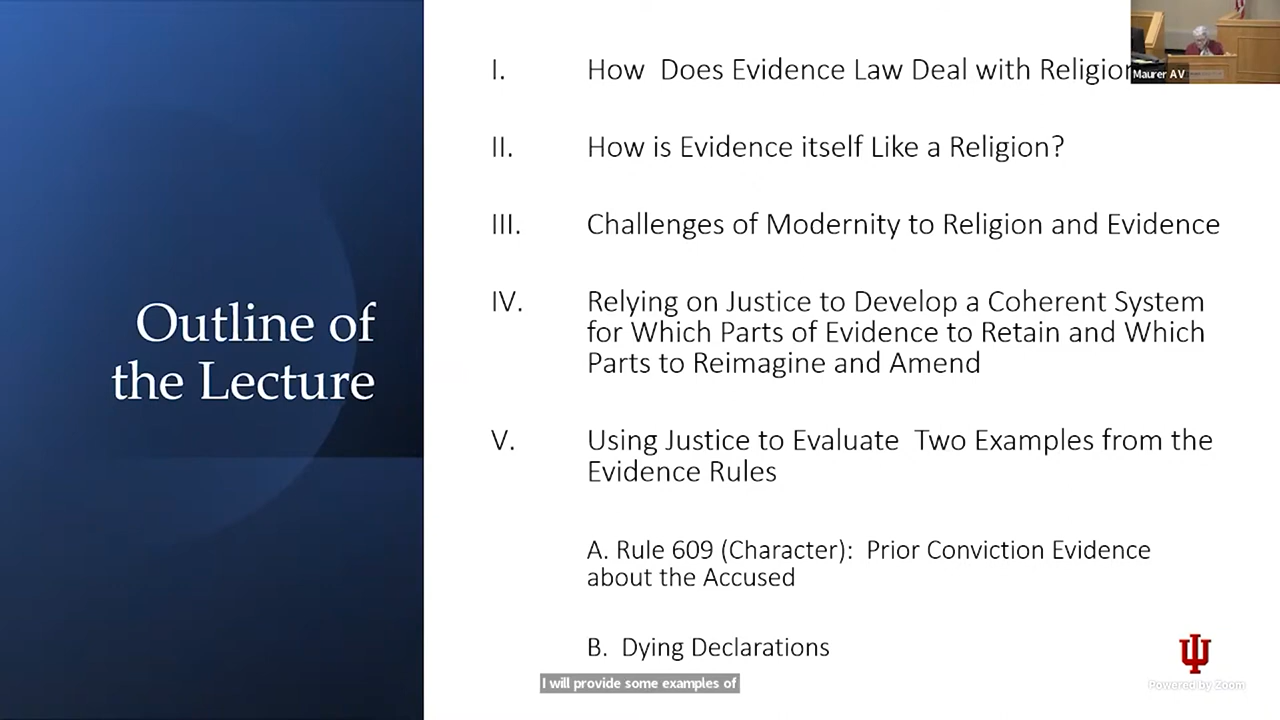 Outline of
the Lecture
I. How Does Evidence Law Deal with Religion
II. How is Evidence itself Like a Religion?
III. Challenges of Modernity to Religion and Evidence
IV. Relying on Justice to Develop a Coherent System
for Which Parts of Evidence to Retain and Which
Parts to Reimagine and Amend
V. Using Justice to Evaluate Two Examples from the
Evidence Rules
A. Rule 609 (Character): Prior Conviction Evidence
about the Accused
B. Dying Declarations
I will provide some examples of
Maurer AV
Powered by Zoom